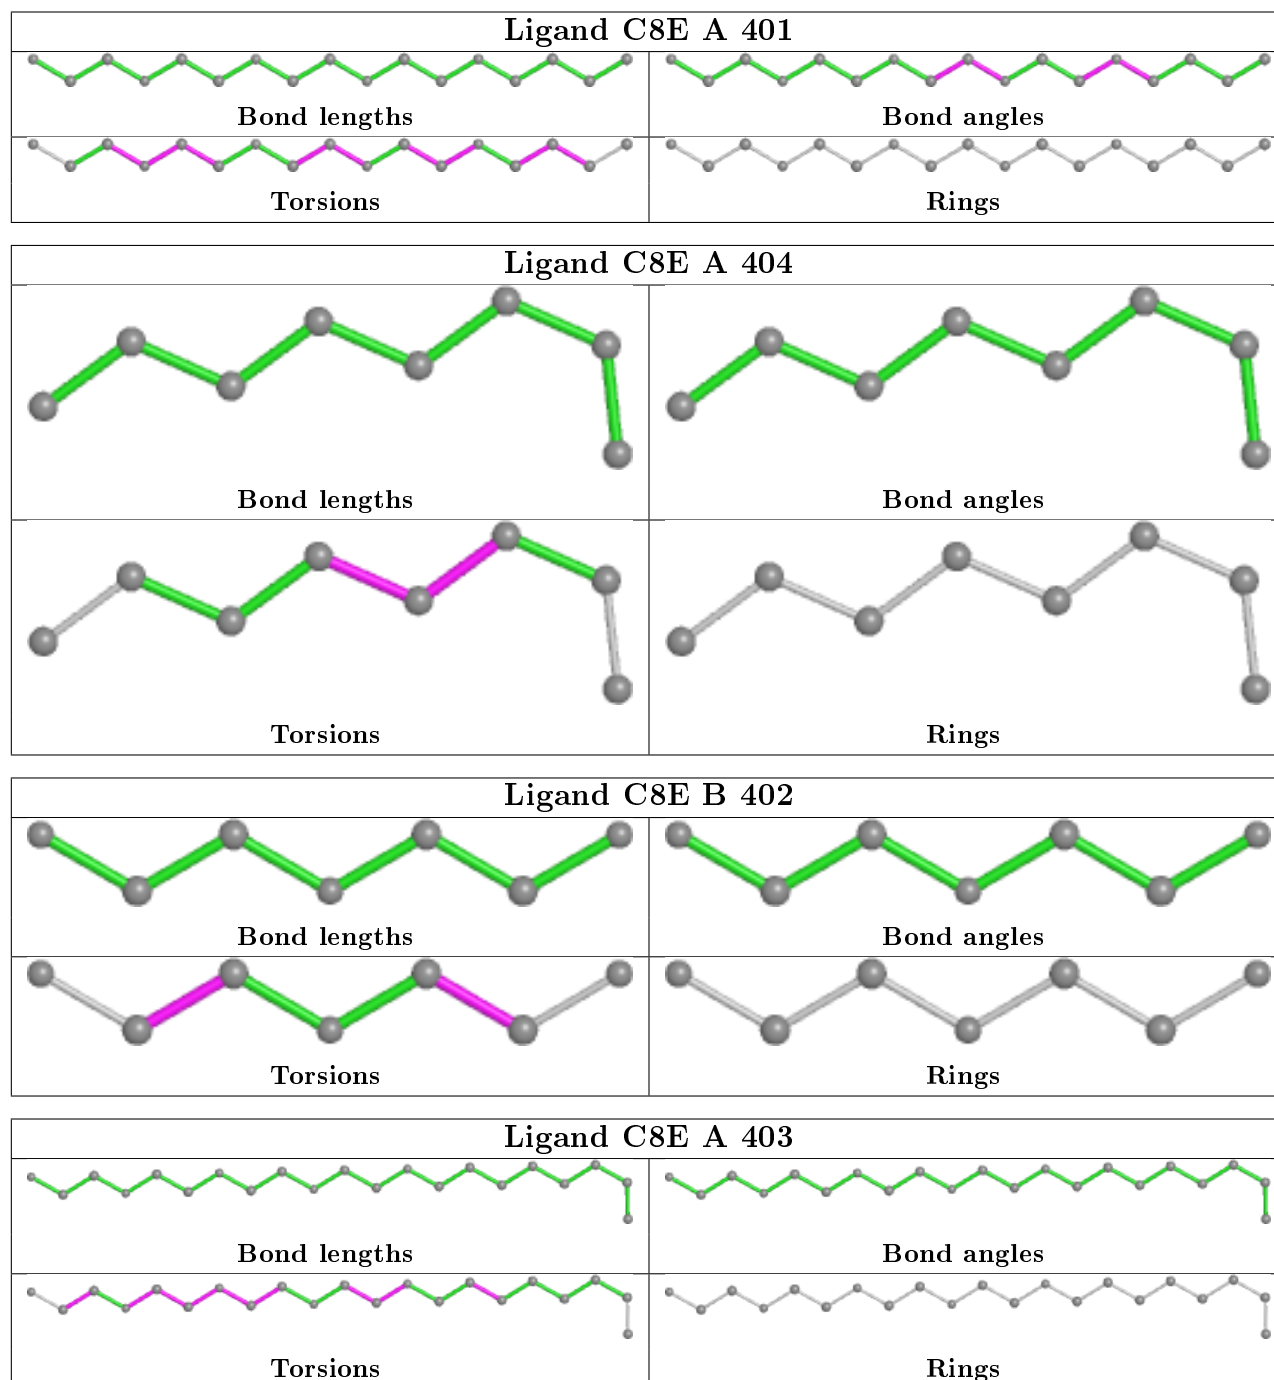 Ligand C8E A 401
Bond lengths
Bond angles
Torsions
Rings
Ligand C8E A 404
Bond lengths
Bond angles
Torsions
Rings
Ligand C8E B 402
Bond lengths
Bond angles
Torsions
Rings
Ligand C8E A 403
Bond lengths
Bond angles
Torsions
Rings